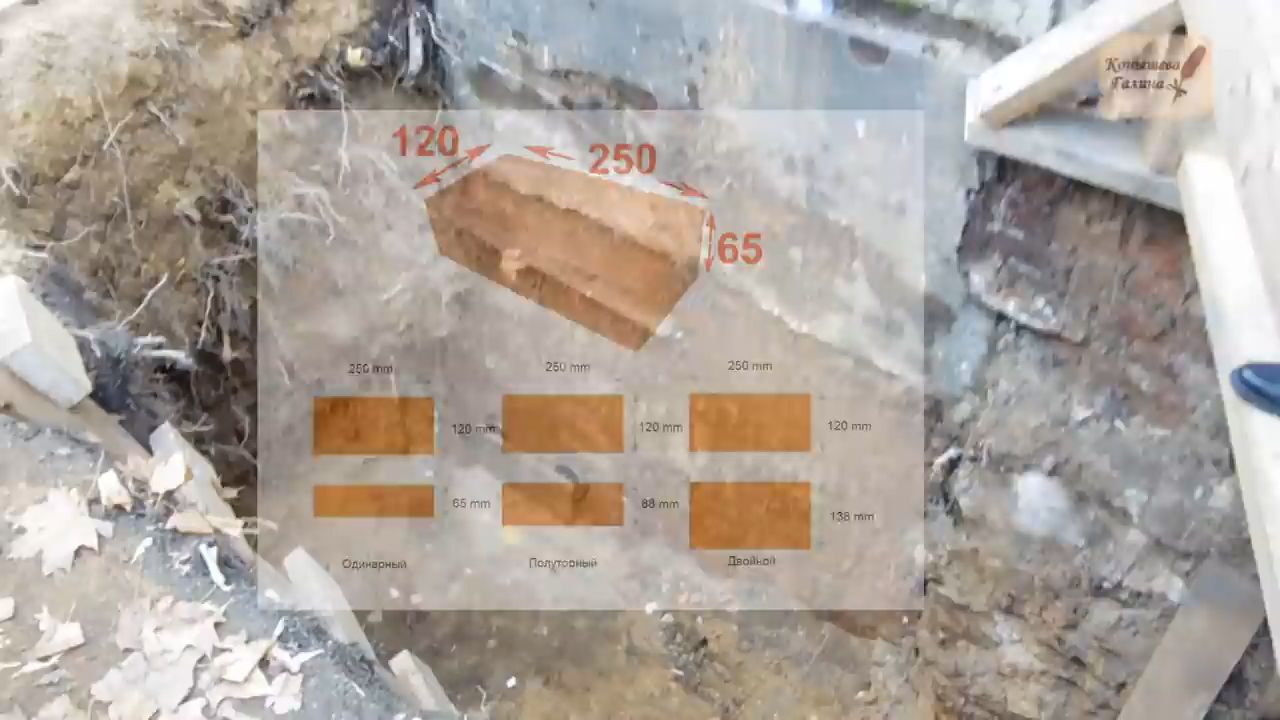 Копышева
Галина
120
250
65
250 mm
250 mm
250 mm
120 mm
120 mm
120 mm
65 mm
88 mm
138 mm
Одинарный
Полуторный
Двойной